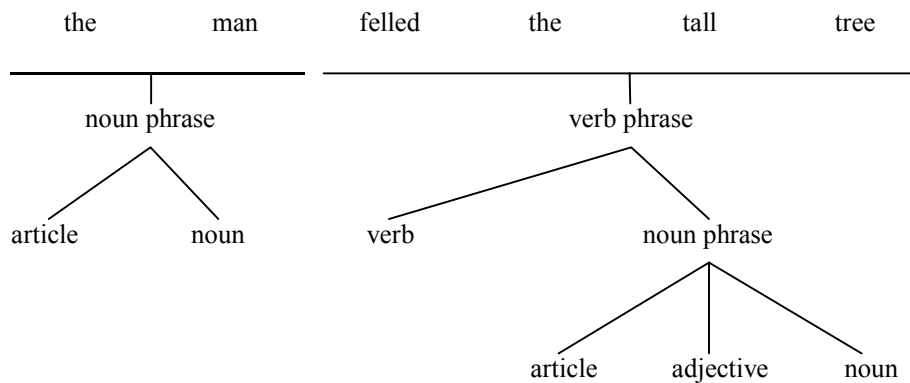 the man felled the tall tree
noun phrase verb phrase
article noun verb noun phrase
article adjective noun